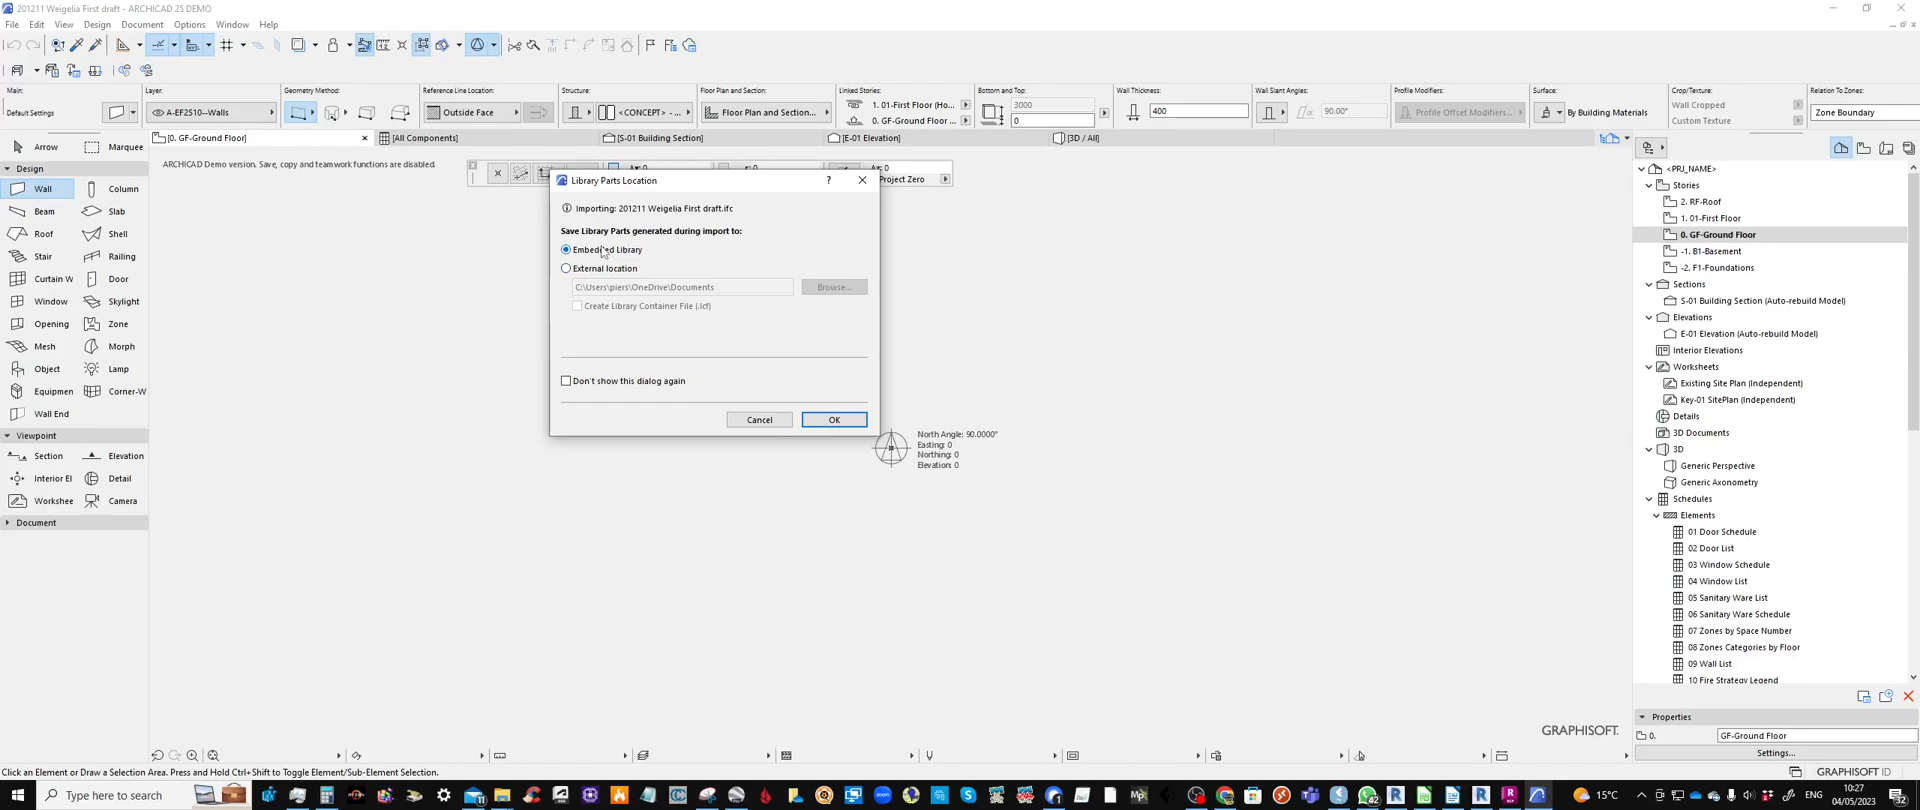 201211 Weigelia First draft - ARCHICAD 25 DEMO
File Edit View Design Document Options Window Help
Main: Layer: Geometry Method: Reference Line Location: Structure: Floor Plan and Section: Linked Stories: Bottom and Top: Wall Thickness: Wall Slant Angles: Profile Modifiers: Surface: Crop/Texture: Relation To Zones:
Default Settings A-EF2510--Walls Outside Face <CONCEPT> - ... Floor Plan and Section... 1. 01-First Floor (Ho... 3000 400 90.00° Profile Offset Modifiers... By Building Materials Wall Cropped Zone Boundary
0. GF-Ground Floor ... 0 Custom Texture
[0. GF-Ground Floor] [All Components] [S-01 Building Section] [E-01 Elevation] [3D / All]
ARCHICAD Demo version. Save, copy and teamwork functions are disabled.
Project Zero
Arrow Marquee
Design
Wall Column
Beam Slab
Roof Shell
Stair Railing
Curtain W Door
Window Skylight
Opening Zone
Mesh Morph
Object Lamp
Equipmen Corner-W
Wall End
Viewpoint
Section Elevation
Interior El Detail
Workshee Camera
Document
Library Parts Location
?
Importing: 201211 Weigelia First draft.ifc
Save Library Parts generated during import to:
Embedded Library
External location
C:\Users\piers\OneDrive\Documents
Browse...
Create Library Container File (.lcf)
Don't show this dialog again
Cancel OK
North Angle: 90.0000°
Easting: 0
Northing: 0
Elevation: 0
<PRJ_NAME>
Stories
2. RF-Roof
1. 01-First Floor
0. GF-Ground Floor
-1. B1-Basement
-2. F1-Foundations
Sections
S-01 Building Section (Auto-rebuild Model)
Elevations
E-01 Elevation (Auto-rebuild Model)
Interior Elevations
Worksheets
Existing Site Plan (Independent)
Key-01 SitePlan (Independent)
Details
3D Documents
3D
Generic Perspective
Generic Axonometry
Schedules
Elements
01 Door Schedule
02 Door List
03 Window Schedule
04 Window List
05 Sanitary Ware List
06 Sanitary Ware Schedule
07 Zones by Space Number
08 Zones Categories by Floor
09 Wall List
10 Fire Strategy Legend
Properties
0. GF-Ground Floor
Settings...
GRAPHISOFT.
Click an Element or Draw a Selection Area. Press and Hold Ctrl+Shift to Toggle Element/Sub-Element Selection.
GRAPHISOFT ID
Type here to search
15°C
ENG
10:27
04/05/2023